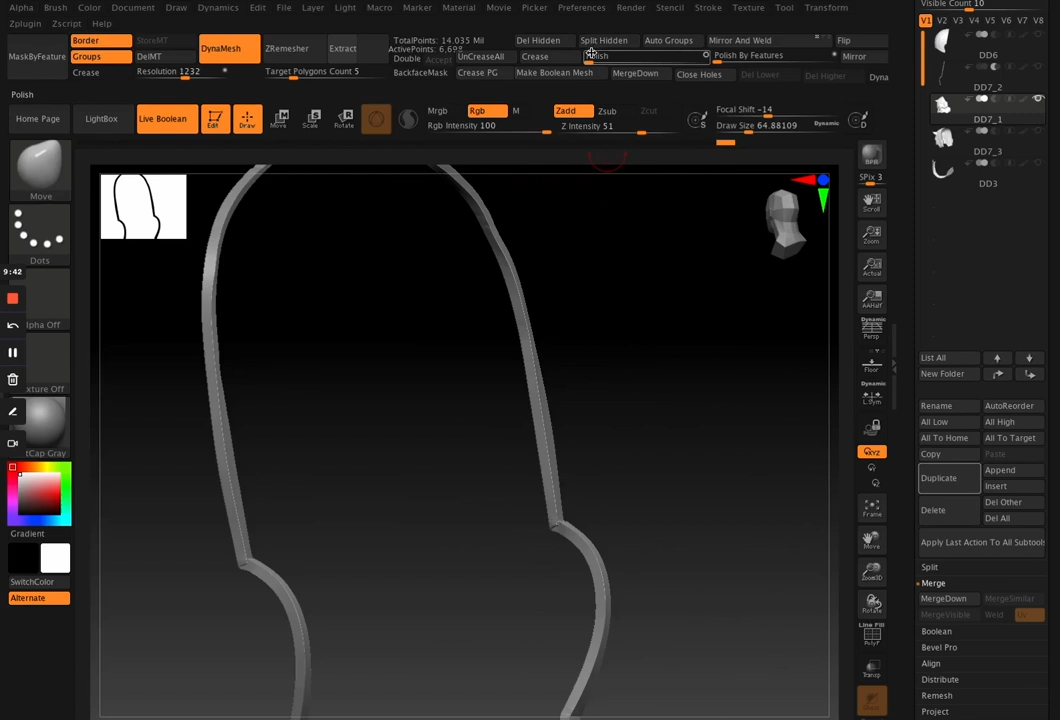 Alpha Brush Color Document Draw Dynamics Edit File Layer Light Macro Marker Material Movie Picker Preferences Render Stencil Stroke Texture Tool Transform
Zplugin Zscript Help
MaskByFeature Border Groups Crease
StoreMT DelMT
Resolution 1232
DynaMesh ZRemesher Extract
Target Polygons Count 5
TotalPoints: 14.035 Mil
ActivePoints: 6,698
Double Accept
BackfaceMask
Del Hidden Split Hidden Auto Groups Mirror And Weld Flip
UnCreaseAll Crease Polish By Features Mirror
Crease PG Make Boolean Mesh MergeDown Close Holes Del Lower Del Higher Dyna
Polish
Home Page LightBox Live Boolean Edit Draw Move Scale Rotate
Mrgb Rgb M Zadd Zsub Zcut
Rgb Intensity 100 Z Intensity 51
Focal Shift -14
Draw Size 64.88109 Dynamic
S
D
Move
Dots
9:42
Alpha Off
Gradient
SwitchColor
Alternate
BPR
SPix 3
Scroll
Zoom
Actual
AAHalf
Dynamic
Persp
Floor
Dynamic
L.Sym
XYZ
Frame
Move
Zoom3D
Rotate
Line Fill
PolyF
Transp
Visible Count 10
V1 V2 V3 V4 V5 V6 V7 V8
DD6
DD7_2
DD7_1
DD7_3
DD3
List All
New Folder
Rename AutoReorder
All Low All High
All To Home All To Target
Copy Paste
Duplicate Append
Insert
Delete Del Other
Del All
Apply Last Action To All Subtools
Split
Merge
MergeDown MergeSimilar
MergeVisible Weld Uv
Boolean
Bevel Pro
Align
Distribute
Remesh
Project